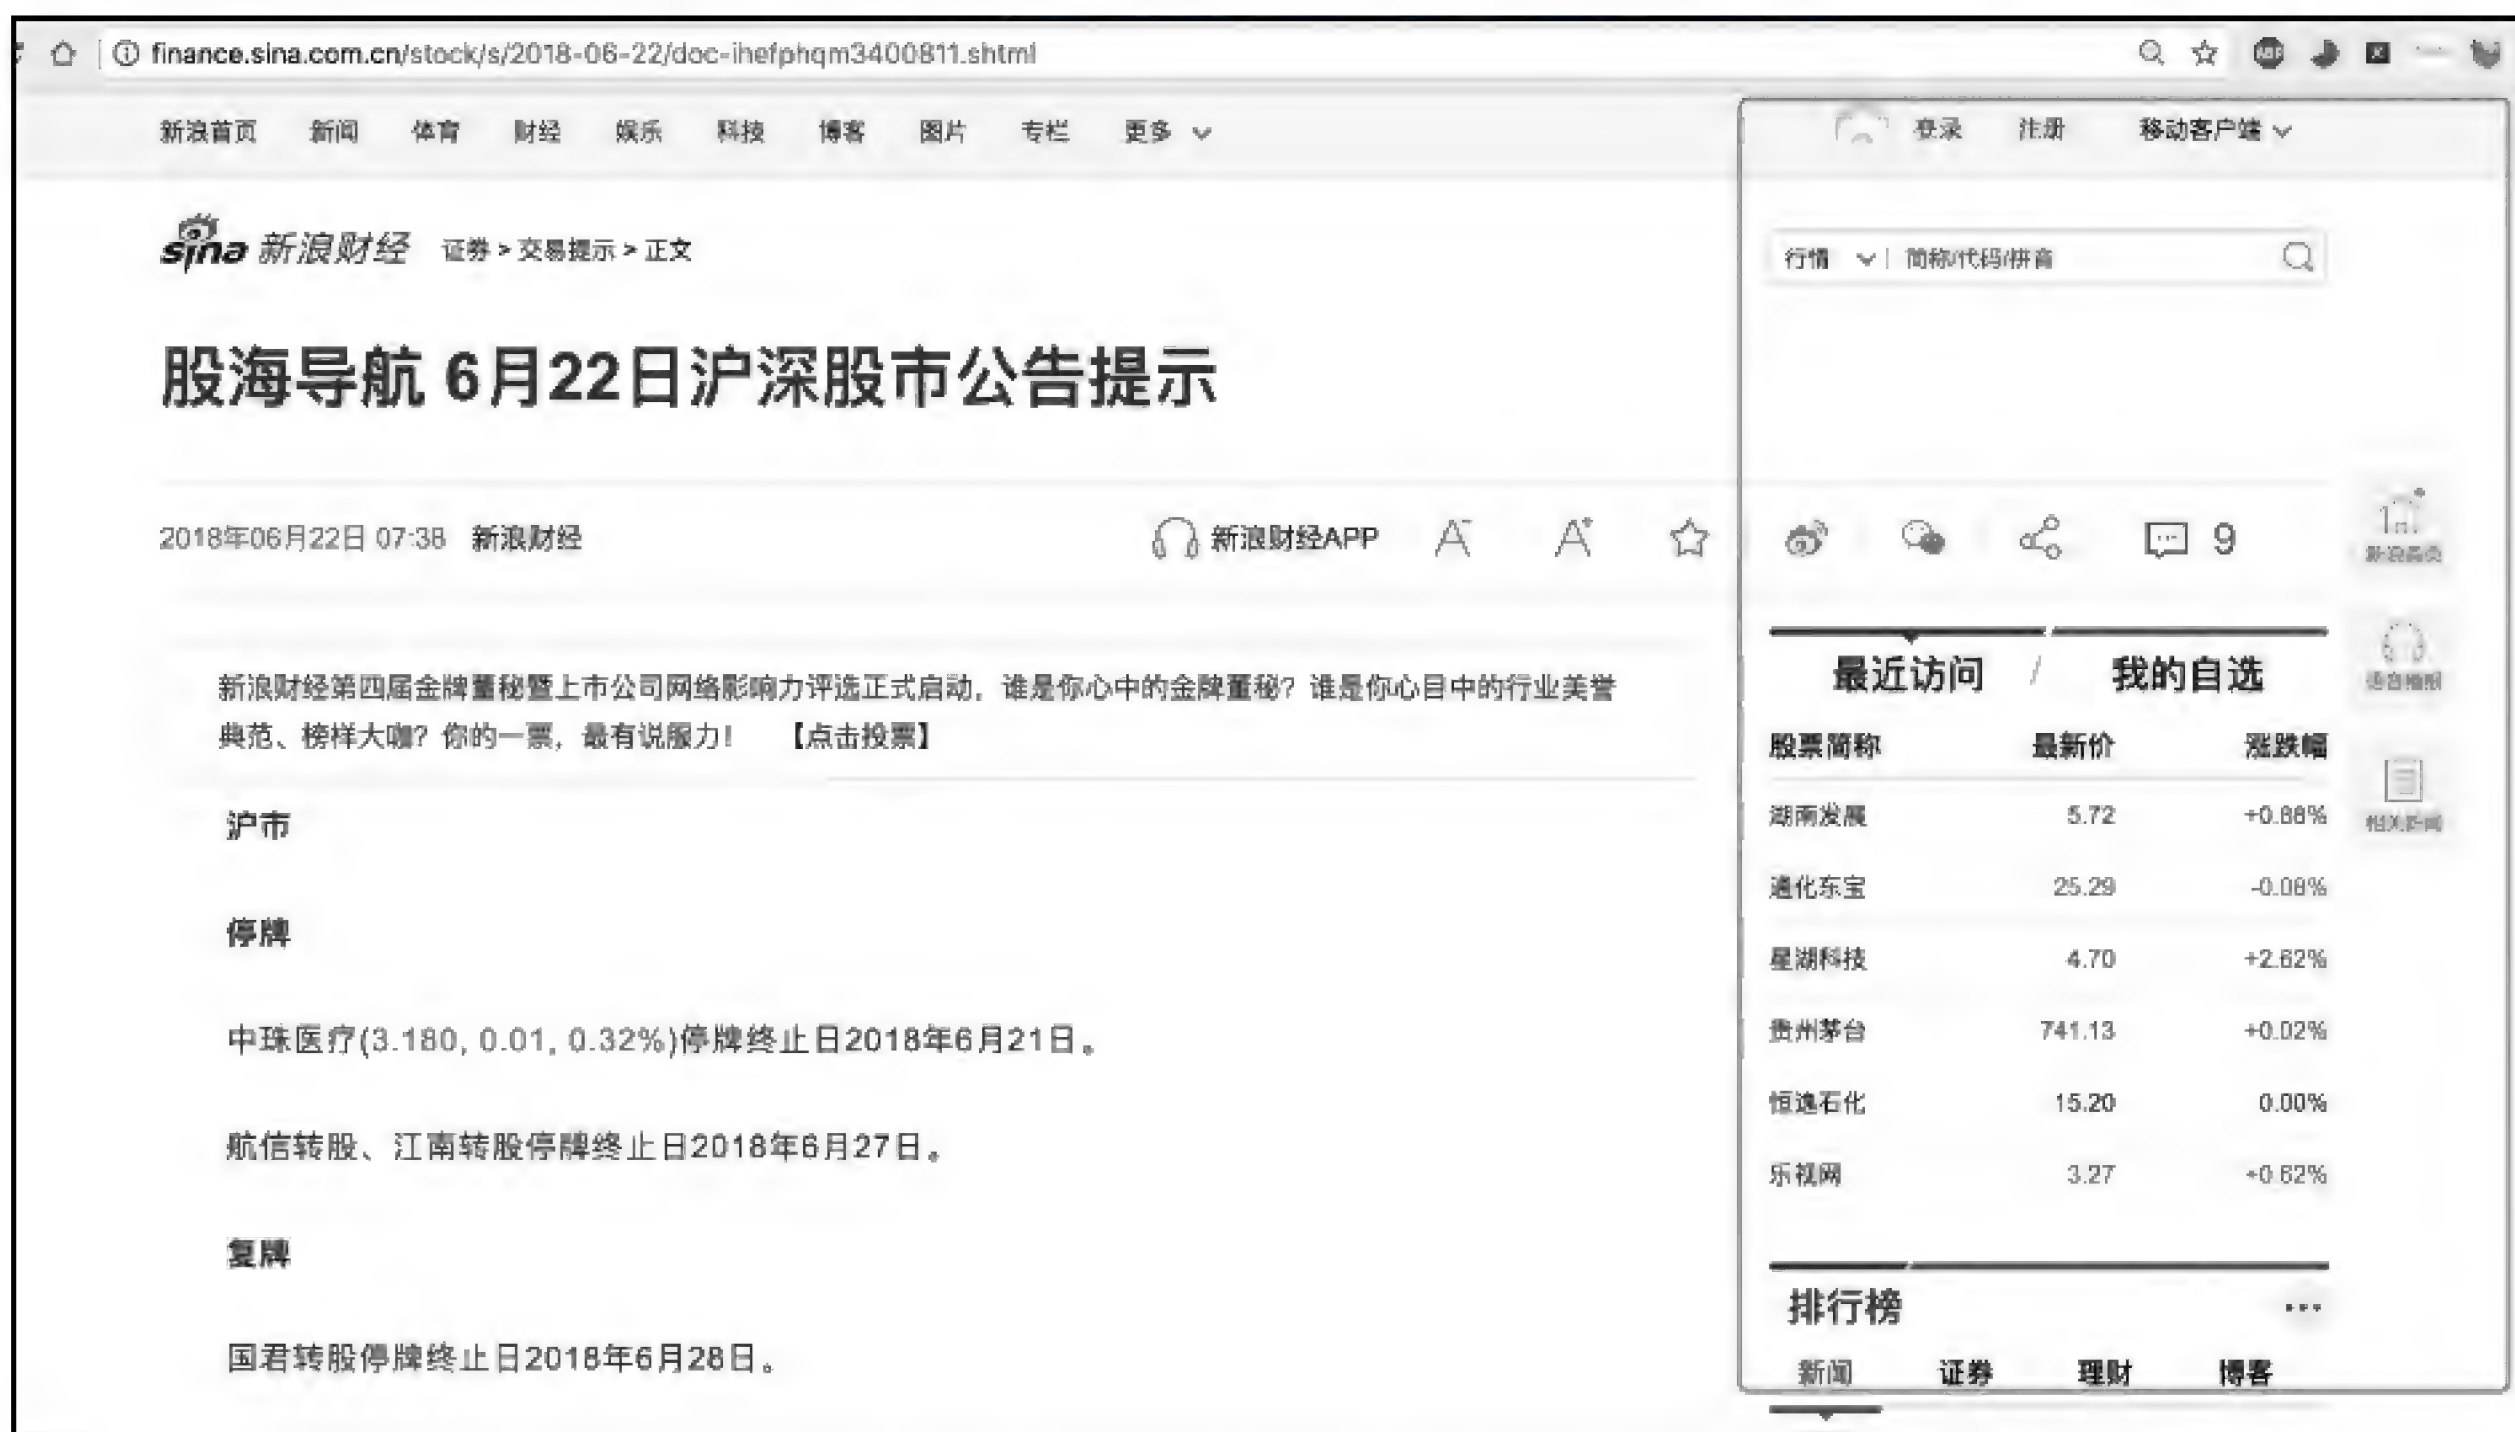 finance.sina.com.cn/stock/s/2018-06-22/doc-ihefphqm3400811.shtml
ABP
新浪首页 新闻 体育 财经 娱乐 科技 博客 图片 专栏 更多
登录 注册 移动客户端
sina 新浪财经 证券 > 交易提示 > 正文
行情 简称/代码/拼音
股海导航 6月22日沪深股市公告提示
2018年06月22日 07:38 新浪财经
新浪财经APP A- A+ 9
新浪首页
语音播报
相关新闻
新浪财经第四届金牌董秘暨上市公司网络影响力评选正式启动，谁是你心中的金牌董秘？谁是你心目中的行业美誉
典范、榜样大咖？你的一票，最有说服力！ 【点击投票】
沪市
停牌
中珠医疗(3.180, 0.01, 0.32%)停牌终止日2018年6月21日。
航信转股、江南转股停牌终止日2018年6月27日。
复牌
国君转股停牌终止日2018年6月28日。
最近访问 / 我的自选
股票简称 最新价 涨跌幅
湖南发展 5.72 +0.88%
通化东宝 25.29 -0.08%
星湖科技 4.70 +2.62%
贵州茅台 741.13 +0.02%
恒逸石化 15.20 0.00%
乐视网 3.27 +0.62%
排行榜 ...
新闻 证券 理财 博客